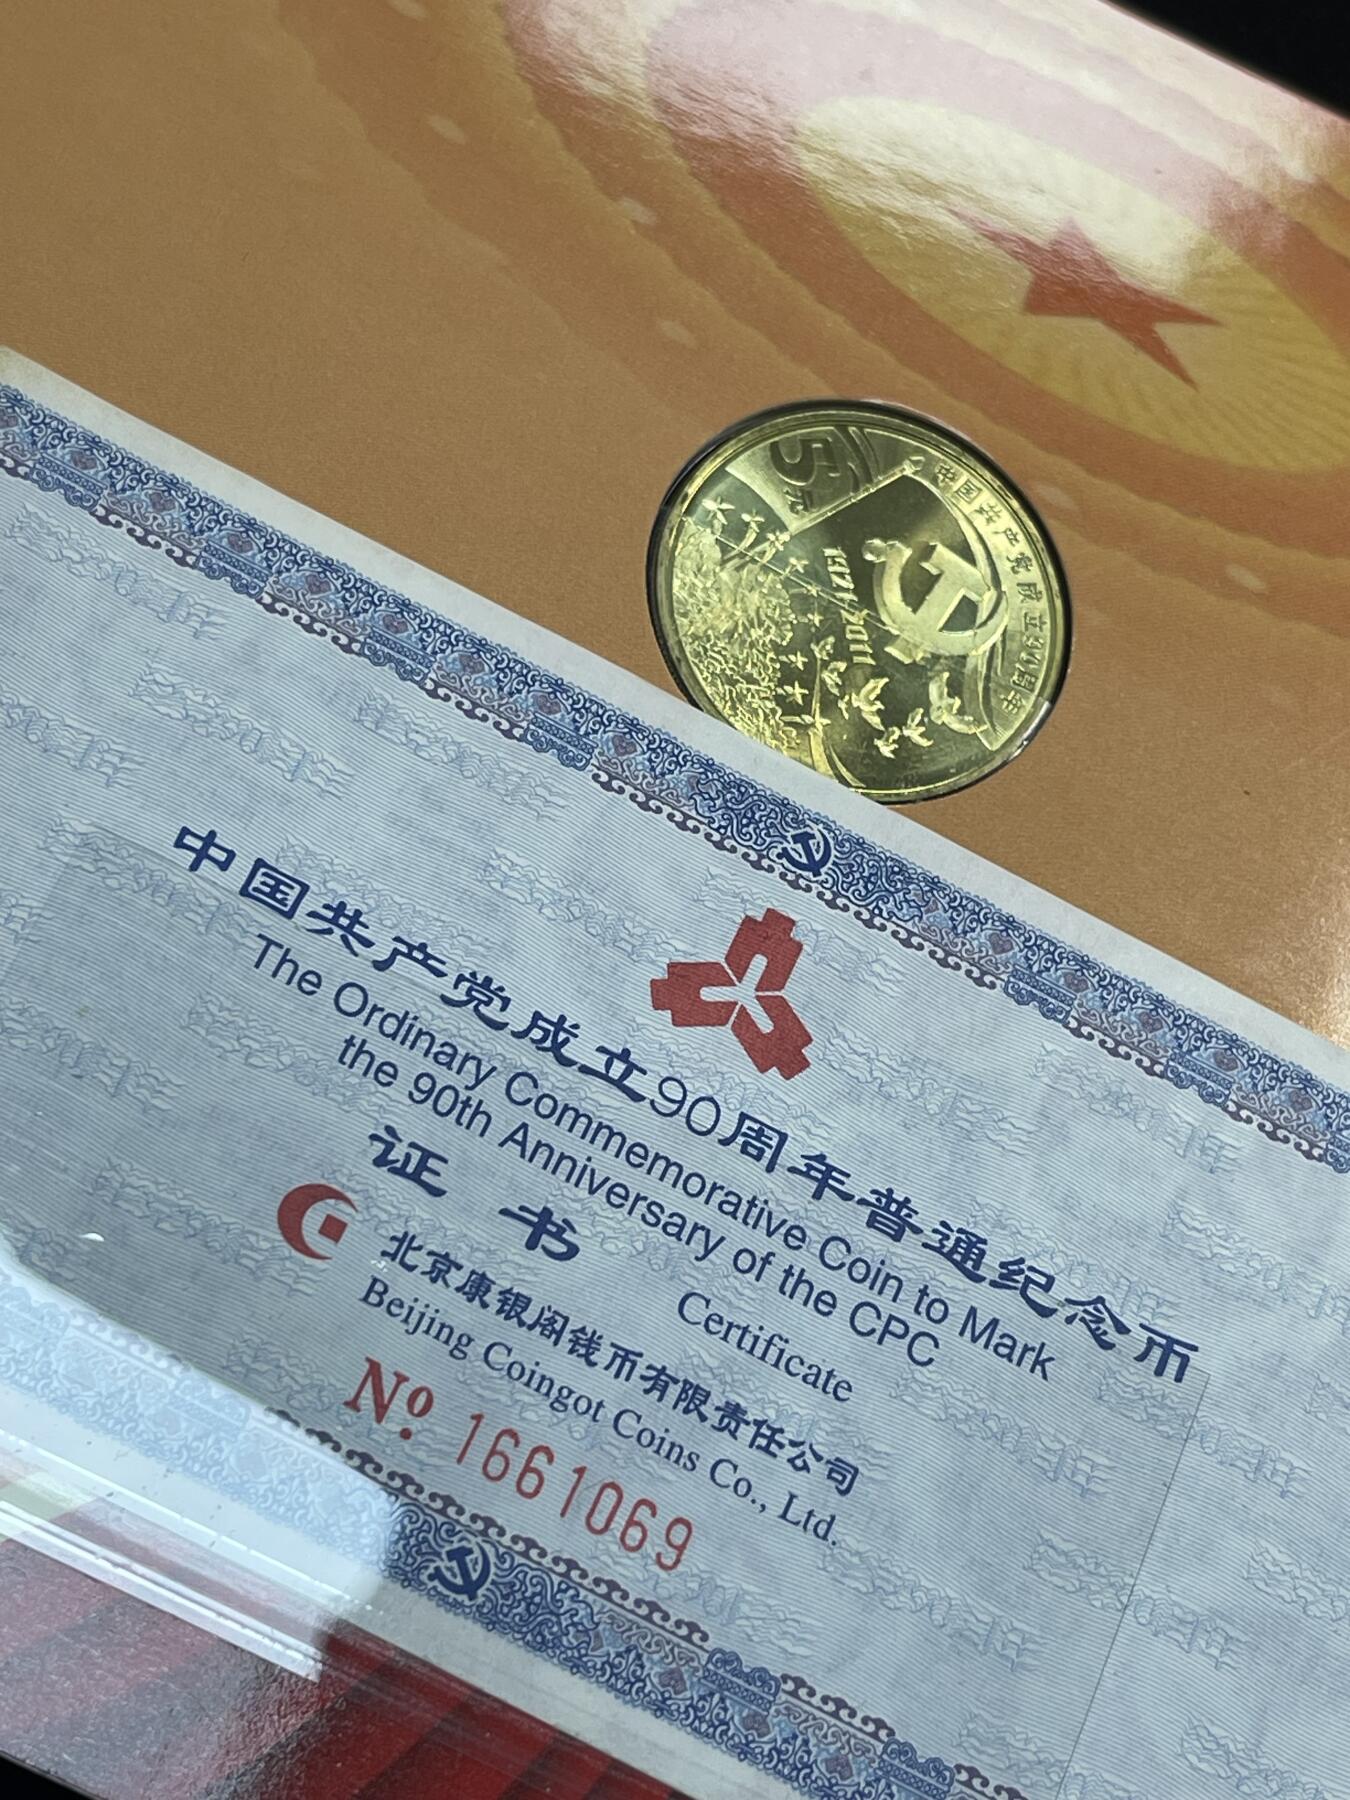 5元
中国共产党成立90周年
1921-2011
中国共产党成立90周年普通纪念币
The Ordinary Commemorative Coin to Mark
the 90th Anniversary of the CPC
证书 Certificate
北京康银阁钱币有限责任公司
Beijing Coingot Coins Co., Ltd.
№ 1661069